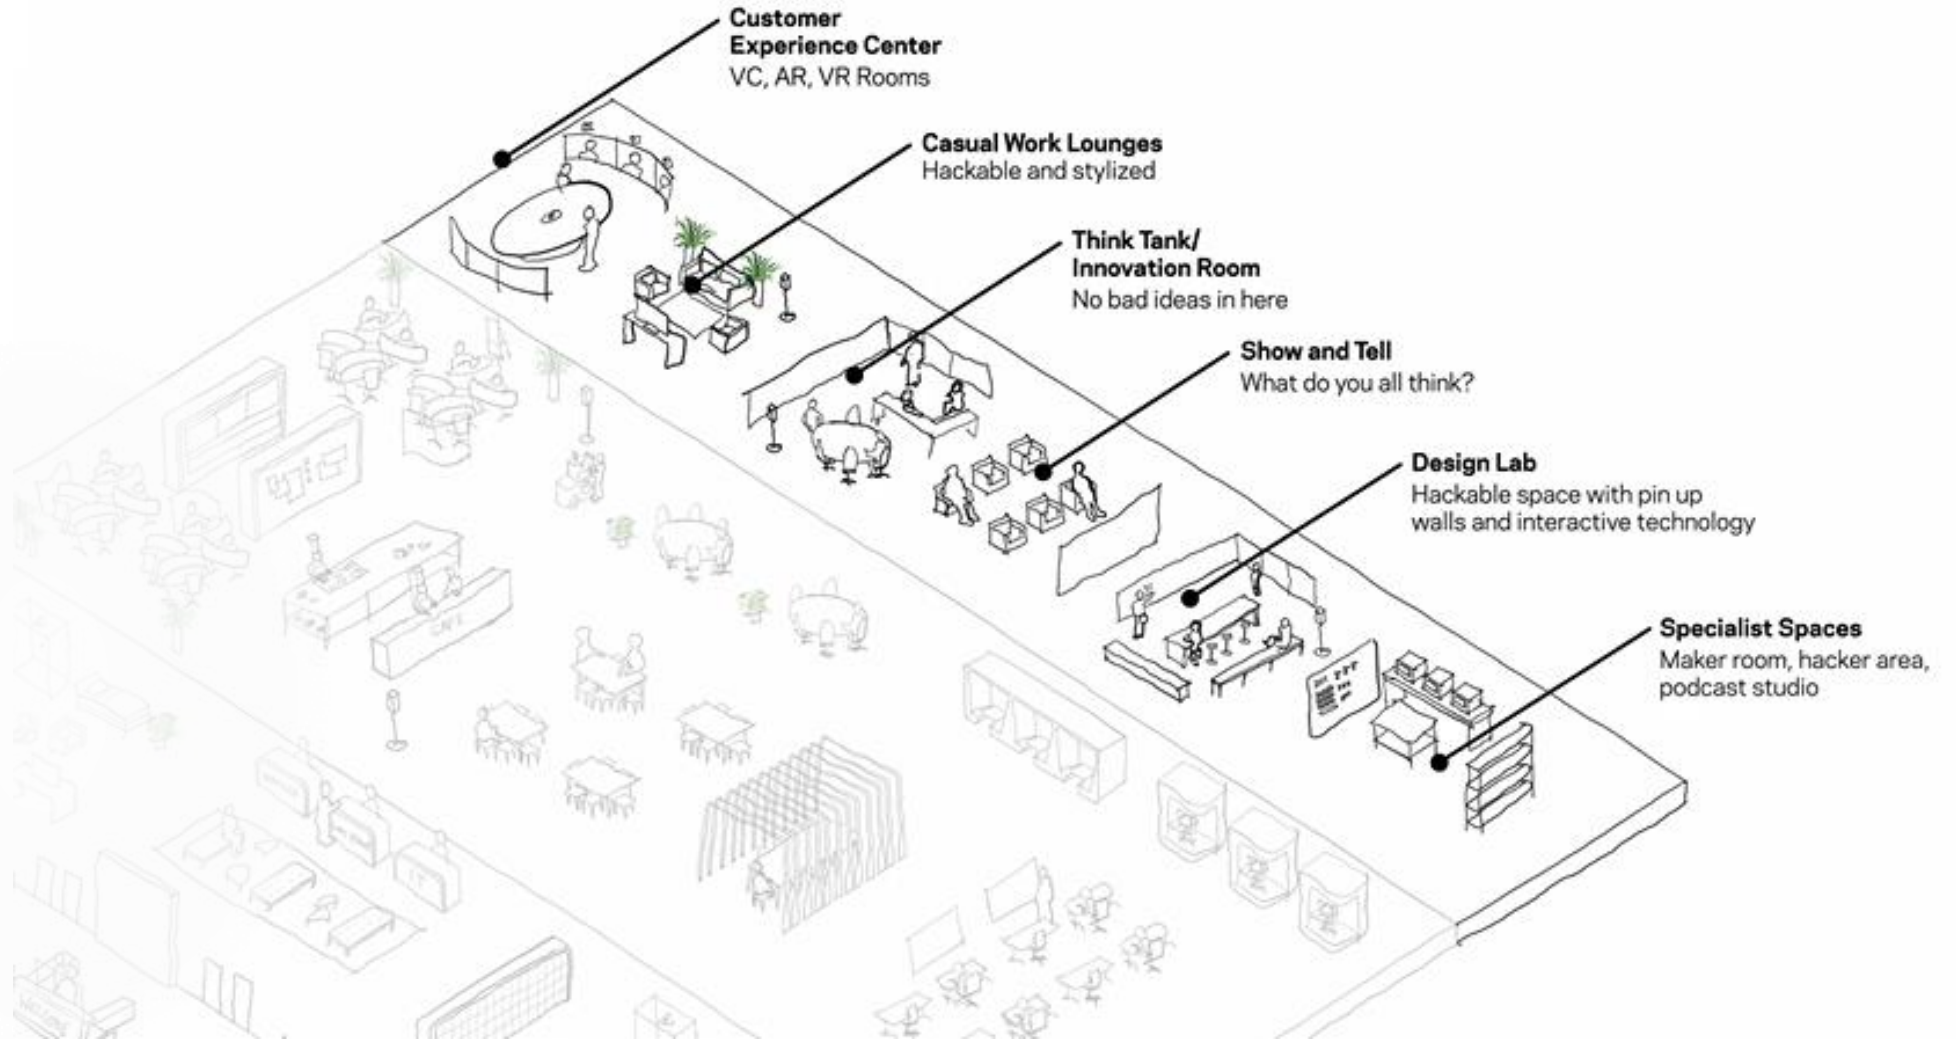 Customer
Experience Center
VC, AR, VR Rooms
Casual Work Lounges
Hackable and stylized
Think Tank/
Innovation Room
No bad ideas in here
Show and Tell
What do you all think?
Design Lab
Hackable space with pin up
walls and interactive technology
Specialist Spaces
Maker room, hacker area,
podcast studio
CAFE
WELCOME